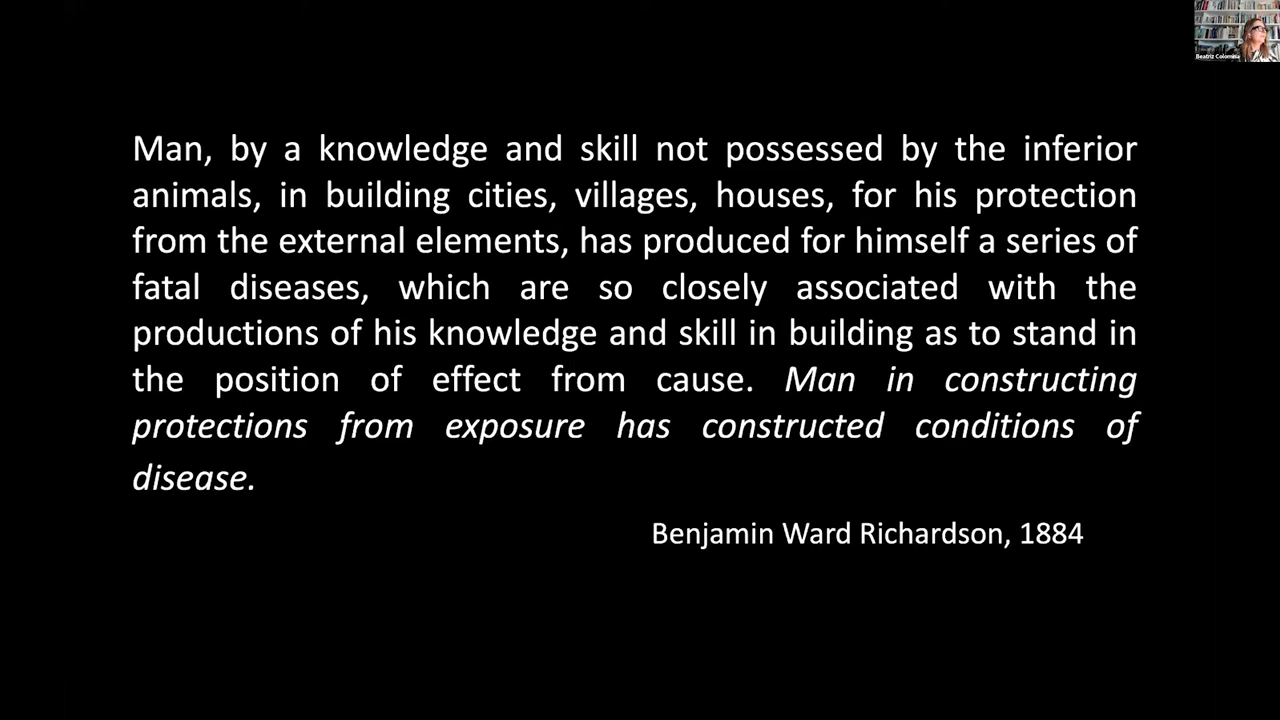 Beatriz Colomina
Man, by a knowledge and skill not possessed by the inferior
animals, in building cities, villages, houses, for his protection
from the external elements, has produced for himself a series of
fatal diseases, which are so closely associated with the
productions of his knowledge and skill in building as to stand in
the position of effect from cause. Man in constructing
protections from exposure has constructed conditions of
disease.
Benjamin Ward Richardson, 1884